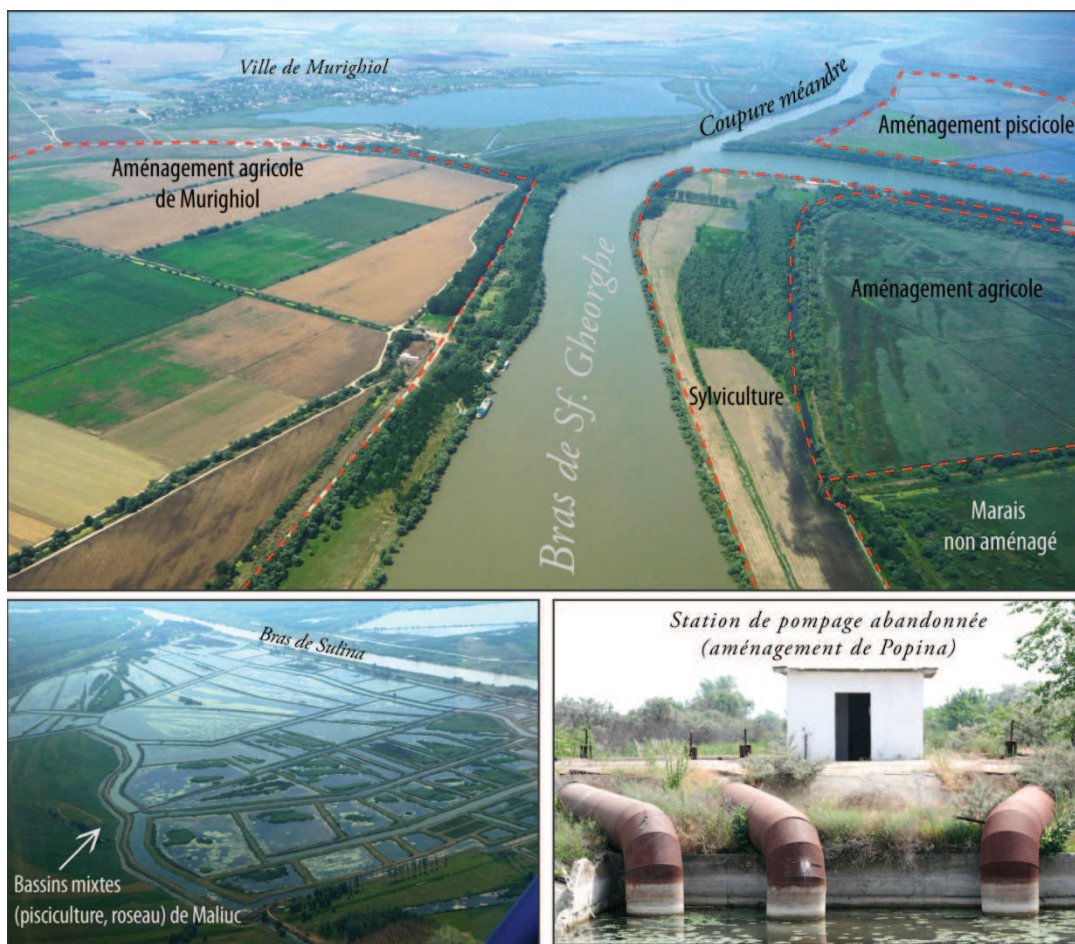 Ville de Murighiol
Coupure méandre
Aménagement piscicole
Aménagement agricole
de Murighiol
Aménagement agricole
Bras de Sf. Gheorghe
Sylviculture
Marais
non aménagé
Bras de Sulina
Bassins mixtes
(pisciculture, roseau) de Maliuc
Station de pompage abandonnée
(aménagement de Popina)